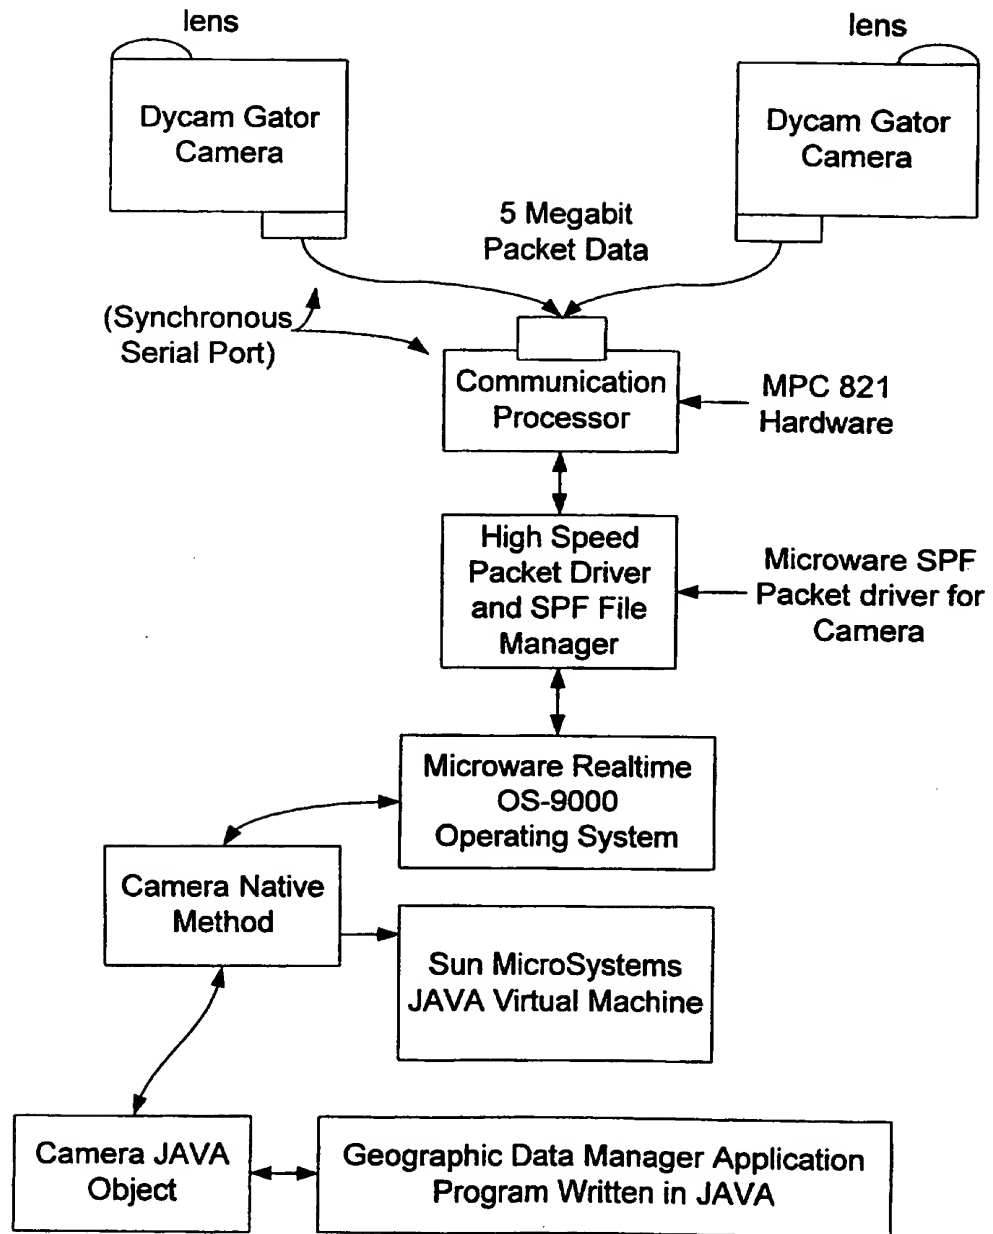 lens
lens
Dycam Gator
Camera
Dycam Gator
Camera
5 Megabit
Packet Data
(Synchronous
Serial Port)
Communication
Processor
MPC 821
Hardware
High Speed
Packet Driver
and SPF File
Manager
Microware SPF
Packet driver for
Camera
Microware Realtime
OS-9000
Operating System
Camera Native
Method
Sun MicroSystems
JAVA Virtual Machine
Camera JAVA
Object
Geographic Data Manager Application
Program Written in JAVA